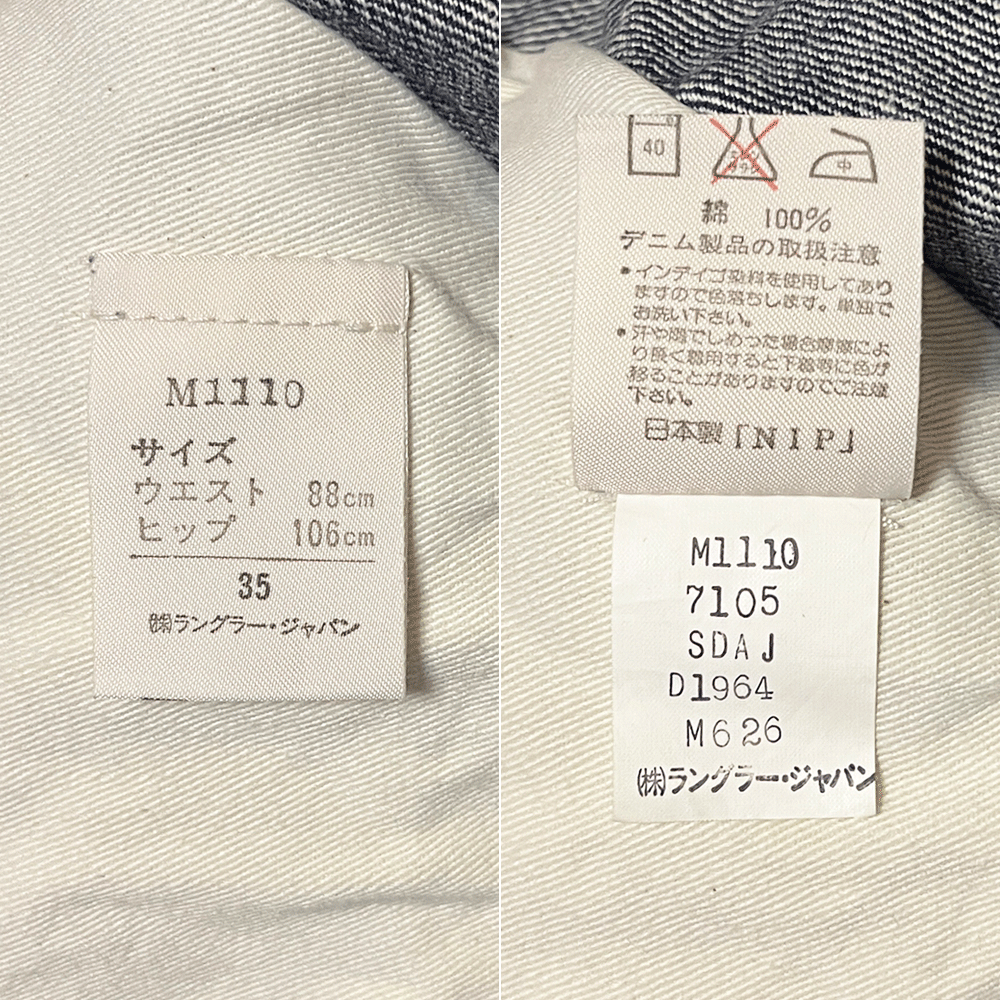 M1110
サイズ
ウエスト 88cm
ヒップ 106cm
35
㈱ラングラー・ジャパン
40
中
綿 100%
デニム製品の取扱注意
・インディゴ染料を使用してあり
ますので色落ちします。単独で
お洗い下さい。
・汗や雨でしめった場合摩擦によ
り良く着用すると下着等に色が
移ることがありますのでご注意
下さい。
日本製「NIP」
M1110
7105
SDAJ
D1964
M626
㈱ラングラー・ジャパン